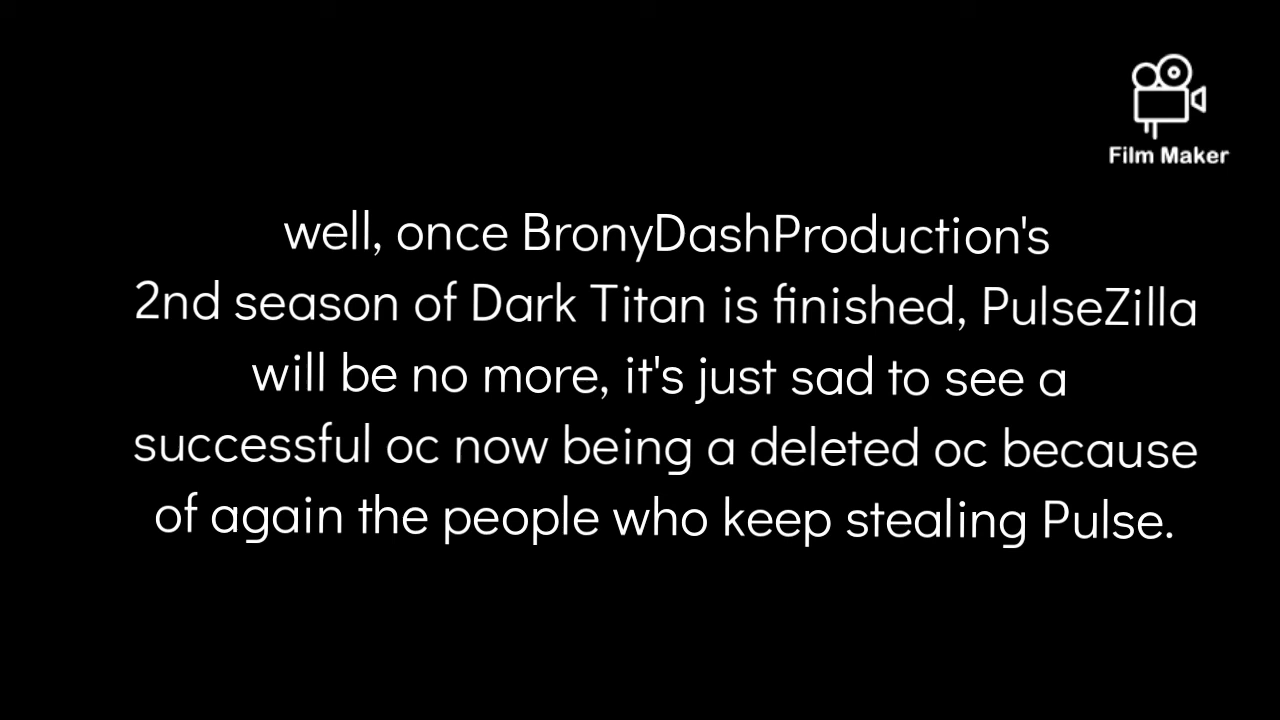 Film Maker
well, once BronyDashProduction's
2nd season of Dark Titan is finished, PulseZilla
will be no more, it's just sad to see a
successful oc now being a deleted oc because
of again the people who keep stealing Pulse.